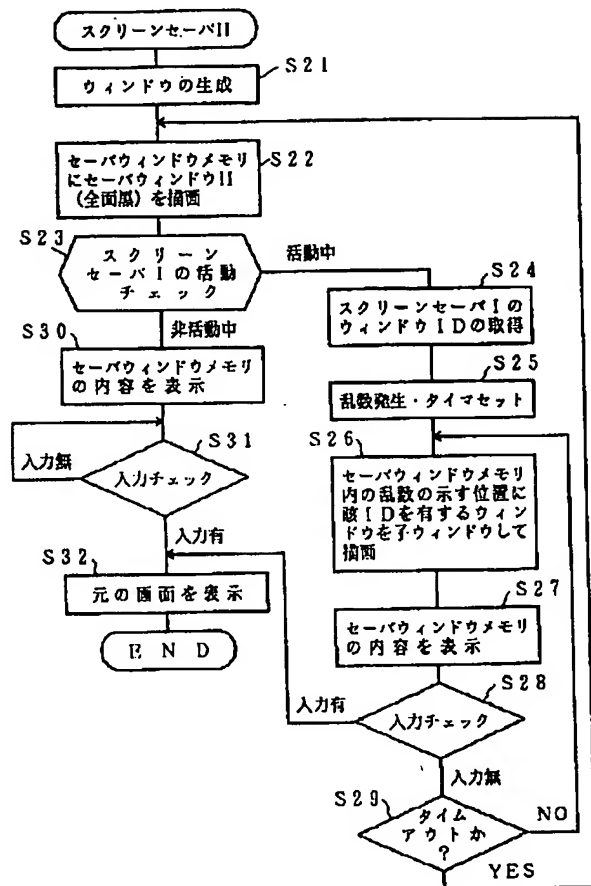 スクリーンセーバII
S21
ウィンドウの生成
S22
セーバウィンドウメモリ
にセーバウィンドウII
(全面黒)を描画
S23
スクリーン
セーバIの活動
チェック
活動中
非活動中
S24
スクリーンセーバIの
ウィンドウIDの取得
S25
乱数発生・タイマセット
S26
セーバウィンドウメモリ
内の乱数の示す位置に
該IDを有するウィン
ドウを子ウィンドウして
描画
S27
セーバウィンドウメモリ
の内容を表示
S28
入力チェック
入力有
入力無
S29
タイム
アウトか
?
NO
YES
S30
セーバウィンドウメモリ
の内容を表示
S31
入力チェック
入力無
入力有
S32
元の画面を表示
END